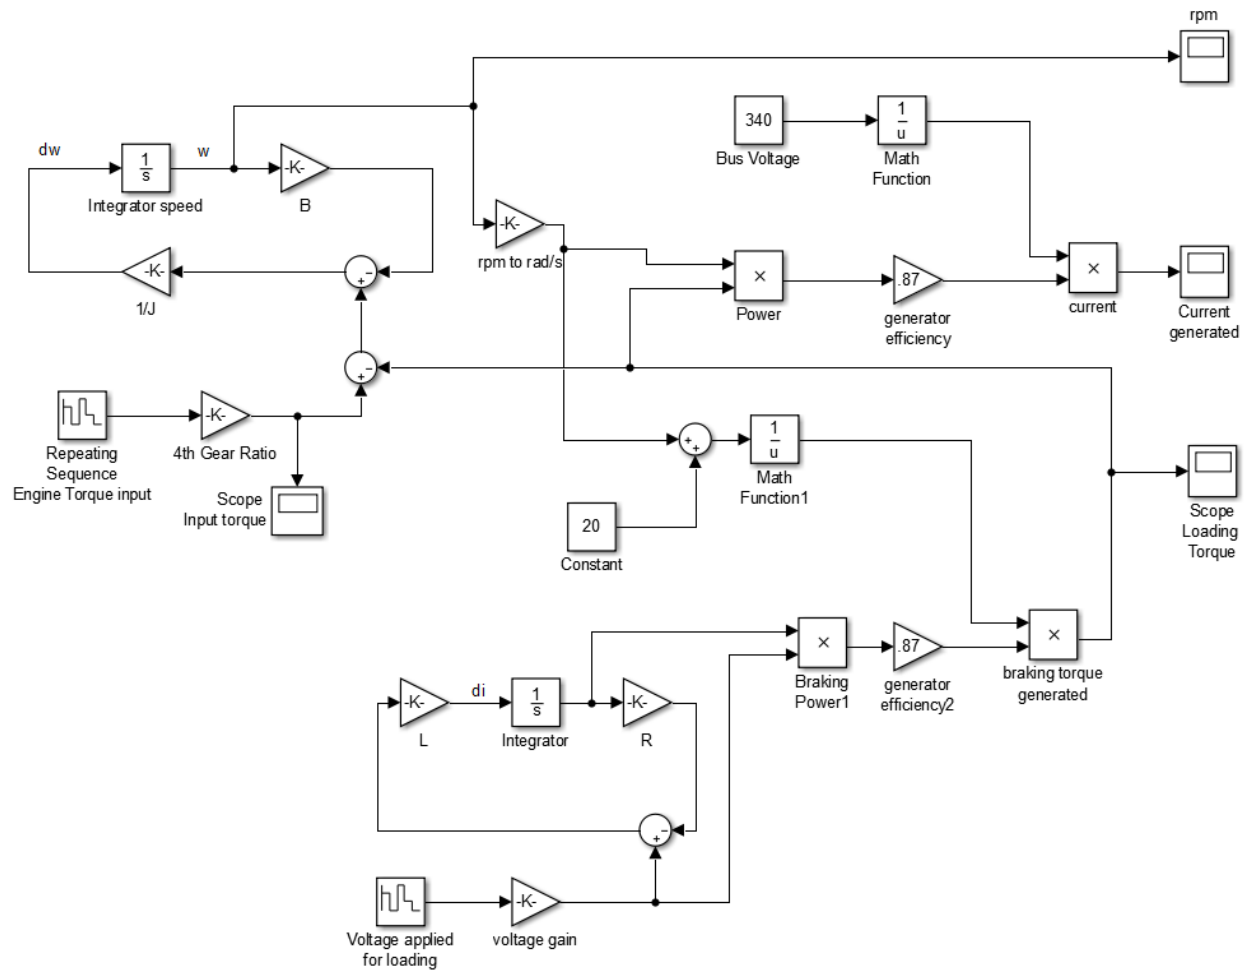 rpm
340
Bus Voltage
1
u
Math
Function
dw
1
s
Integrator speed
w
-K-
B
-K-
rpm to rad/s
-K-
1/J
+
−
×
Power
.87
generator
efficiency
×
current
Current
generated
+
−
Repeating
Sequence
Engine Torque input
-K-
4th Gear Ratio
Scope
Input torque
+
+
1
u
Math
Function1
20
Constant
Scope
Loading
Torque
×
Braking
Power1
.87
generator
efficiency2
×
braking torque
generated
-K-
L
di
1
s
Integrator
-K-
R
+
−
Voltage applied
for loading
-K-
voltage gain